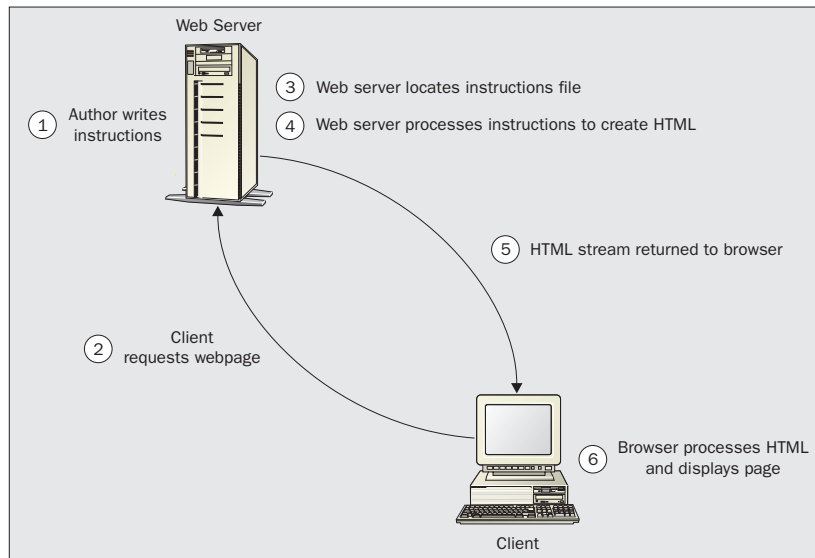 Web Server
3 Web server locates instructions file
1 Author writes
instructions
4 Web server processes instructions to create HTML
5 HTML stream returned to browser
2 Client
requests webpage
6 Browser processes HTML
and displays page
Client